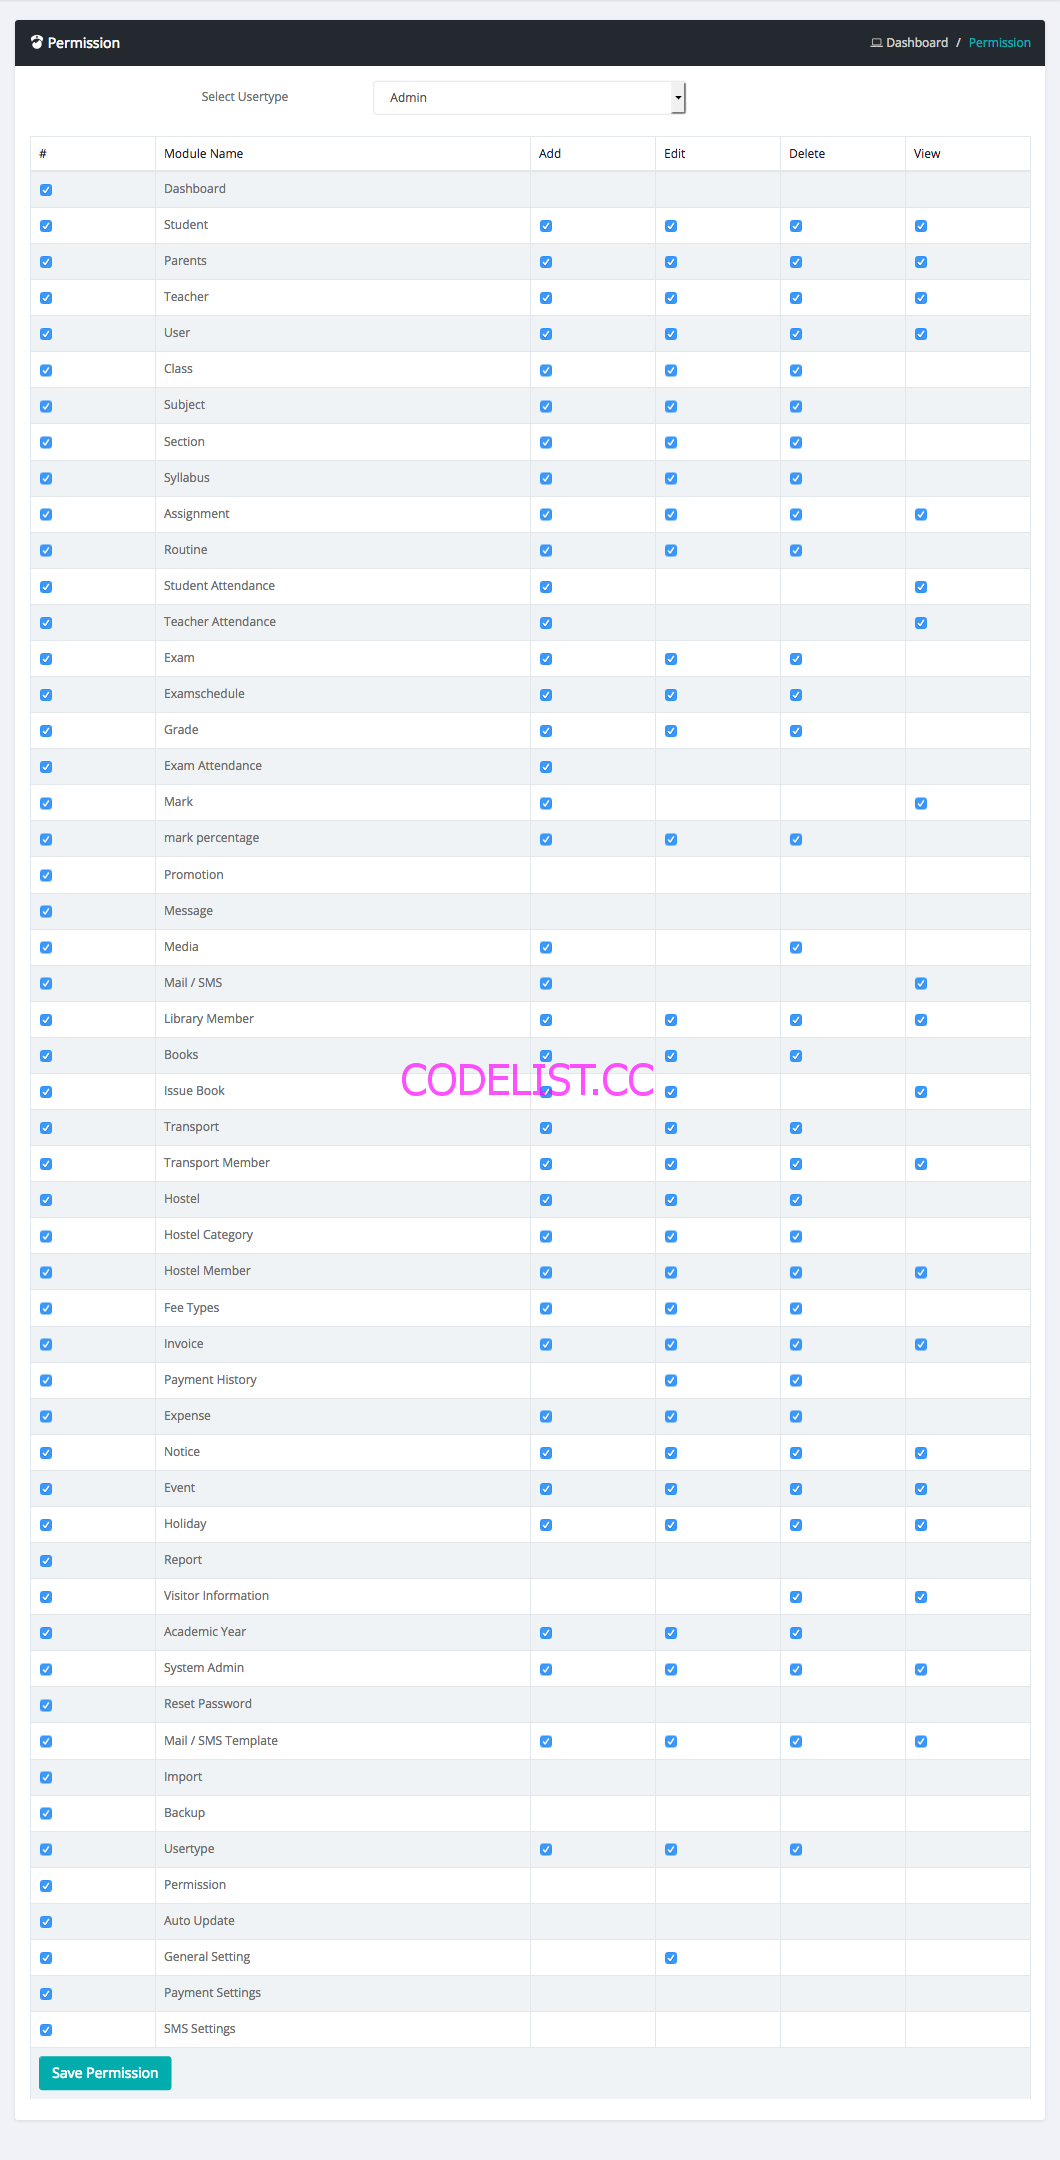 Permission
Dashboard / Permission
Select Usertype
Admin
# Module Name Add Edit Delete View
Dashboard
Student
Parents
Teacher
User
Class
Subject
Section
Syllabus
Assignment
Routine
Student Attendance
Teacher Attendance
Exam
Examschedule
Grade
Exam Attendance
Mark
mark percentage
Promotion
Message
Media
Mail / SMS
Library Member
Books
CODELIST.CC
Issue Book
Transport
Transport Member
Hostel
Hostel Category
Hostel Member
Fee Types
Invoice
Payment History
Expense
Notice
Event
Holiday
Report
Visitor Information
Academic Year
System Admin
Reset Password
Mail / SMS Template
Import
Backup
Usertype
Permission
Auto Update
General Setting
Payment Settings
SMS Settings
Save Permission